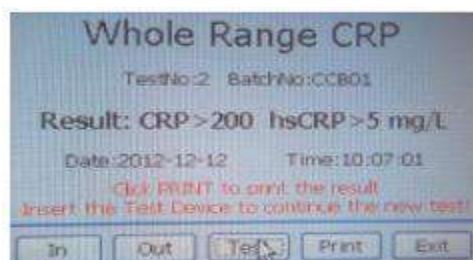 Whole Range CRP
TestNo:2 BatchNo:CCB01
Result: CRP>200 hsCRP>5 mg/L
Date:2012-12-12 Time:10:07:01
Click PRINT to print the result
Insert the Test Device to continue the new test!
In Out Test Print Exit